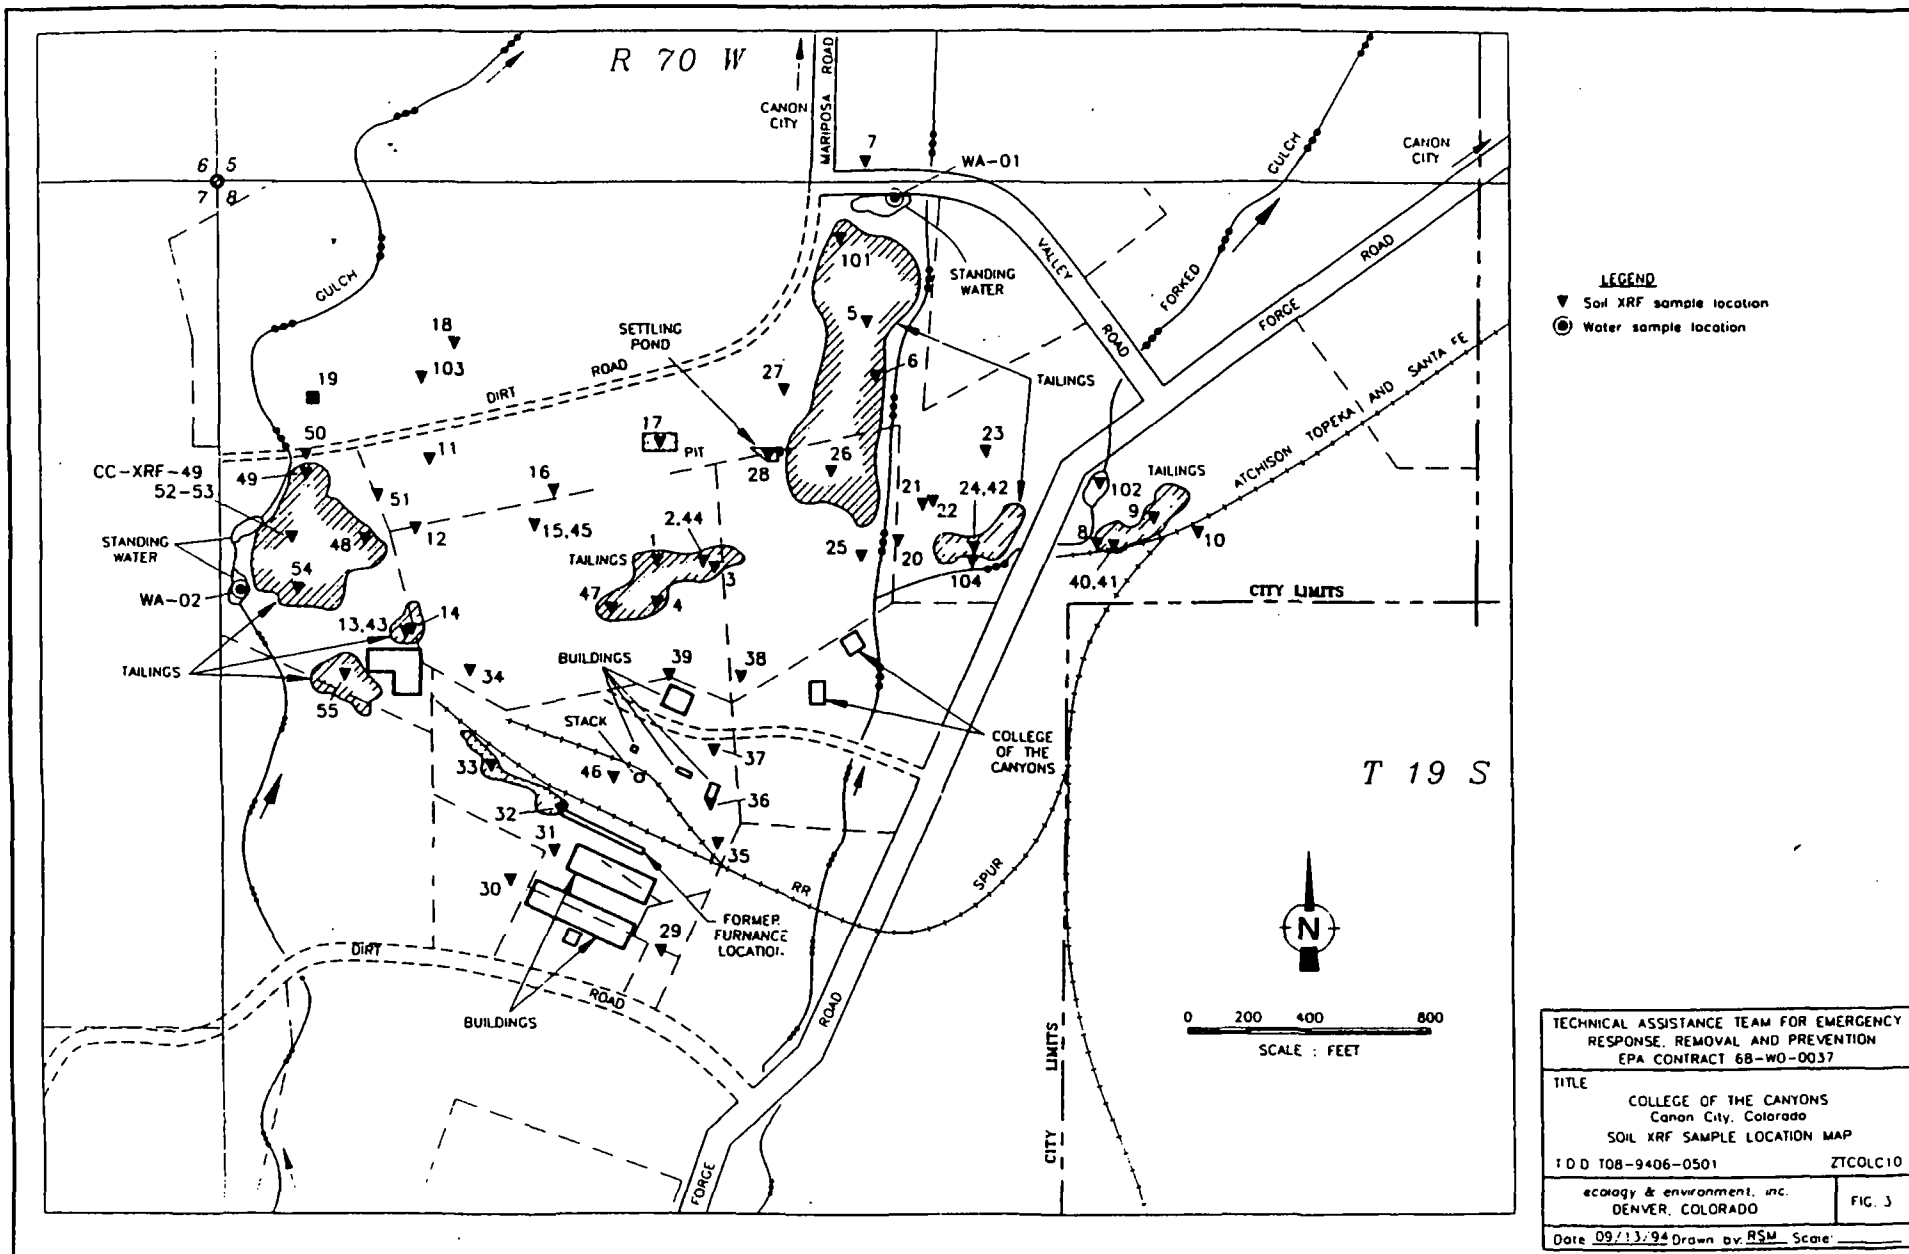 R 70 W
CANON
CITY
MARIPOSA ROAD
7
WA-01
GULCH
CANON
CITY
6 5
7 8
GULCH
101
STANDING
WATER
VALLEY
ROAD
FORKED
FORGE
ROAD
LEGEND
Soil XRF sample location
Water sample location
18
SETTLING
POND
5
103
27
6
TAILINGS
ATCHISON TOPEKA AND SANTA FE
19
DIRT
ROAD
50
11
17
PIT
28
26
23
CC-XRF-49
52-53
49
51
16
21
22
24,42
102
TAILINGS
9
STANDING
WATER
48
12
15,45
2,44
TAILINGS
1
3
25
20
104
8
10
40,41
54
WA-02
47
4
CITY LIMITS
13,43
14
TAILINGS
55
34
BUILDINGS
39
38
STACK
COLLEGE
OF THE
CANYONS
T 19 S
33
46
37
36
32
31
35
RR
SPUR
30
FORMER
FURNANCE
LOCATION
29
DIRT
ROAD
BUILDINGS
ROAD
N
0 200 400 800
SCALE : FEET
CITY LIMITS
FORGE
TECHNICAL ASSISTANCE TEAM FOR EMERGENCY
RESPONSE, REMOVAL AND PREVENTION
EPA CONTRACT 68-WO-0037
TITLE
COLLEGE OF THE CANYONS
Canon City, Colorado
SOIL XRF SAMPLE LOCATION MAP
TDD T08-9406-0501 ZTCOLC10
ecology & environment, inc.
DENVER, COLORADO
FIG. 3
Date 09/13/94 Drawn by: RSM Scale: